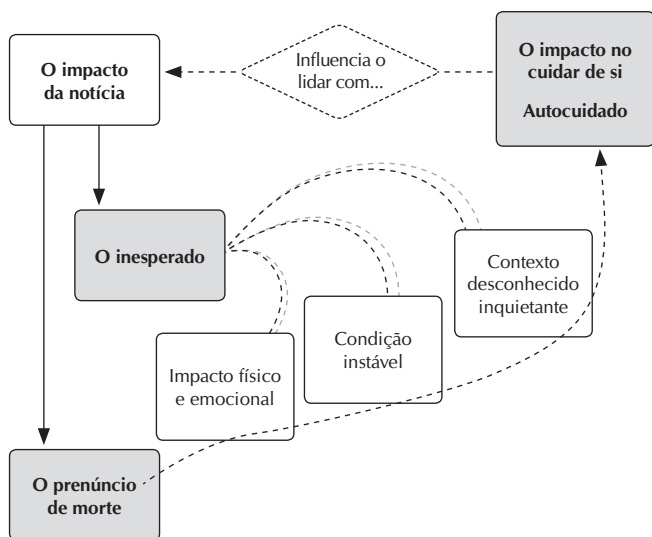 O impacto
da notícia
Influencia o
lidar com...
O impacto no
cuidar de si
Autocuidado
O inesperado
Contexto
desconhecido
inquietante
Condição
instável
Impacto físico
e emocional
O prenúncio
de morte